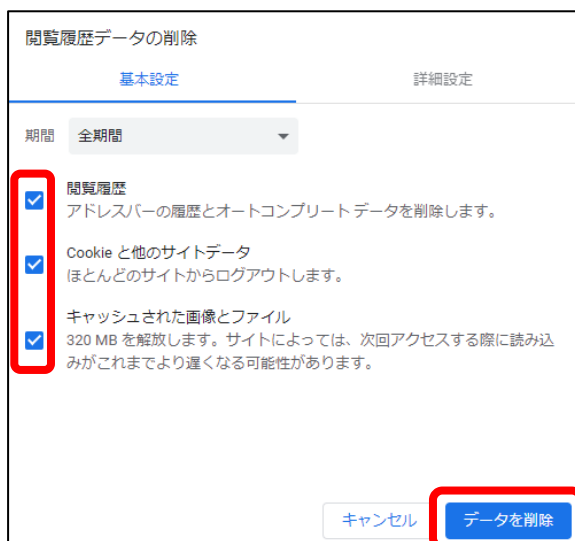 閲覧履歴データの削除
基本設定 詳細設定
期間 全期間
閲覧履歴
アドレスバーの履歴とオートコンプリート データを削除します。
Cookie と他のサイトデータ
ほとんどのサイトからログアウトします。
キャッシュされた画像とファイル
320 MB を解放します。サイトによっては、次回アクセスする際に読み込
みがこれまでより遅くなる可能性があります。
キャンセル データを削除